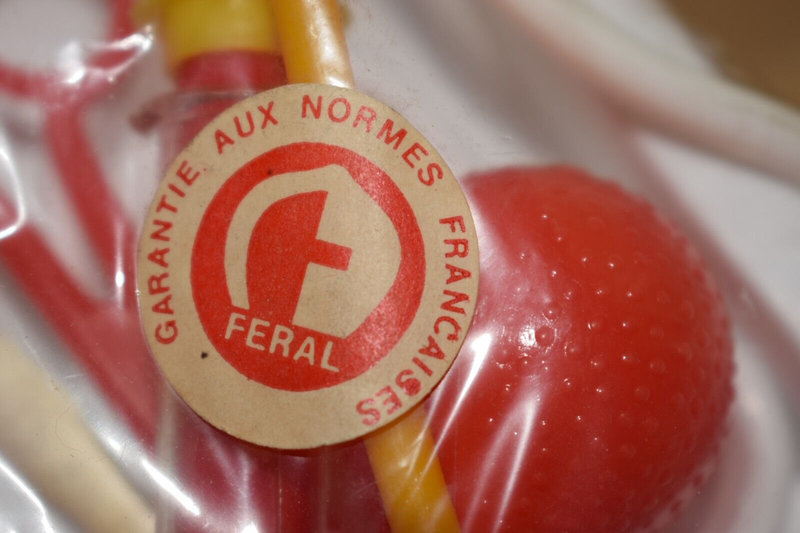 GARANTIE AUX NORMES FRANÇAISES
FERAL